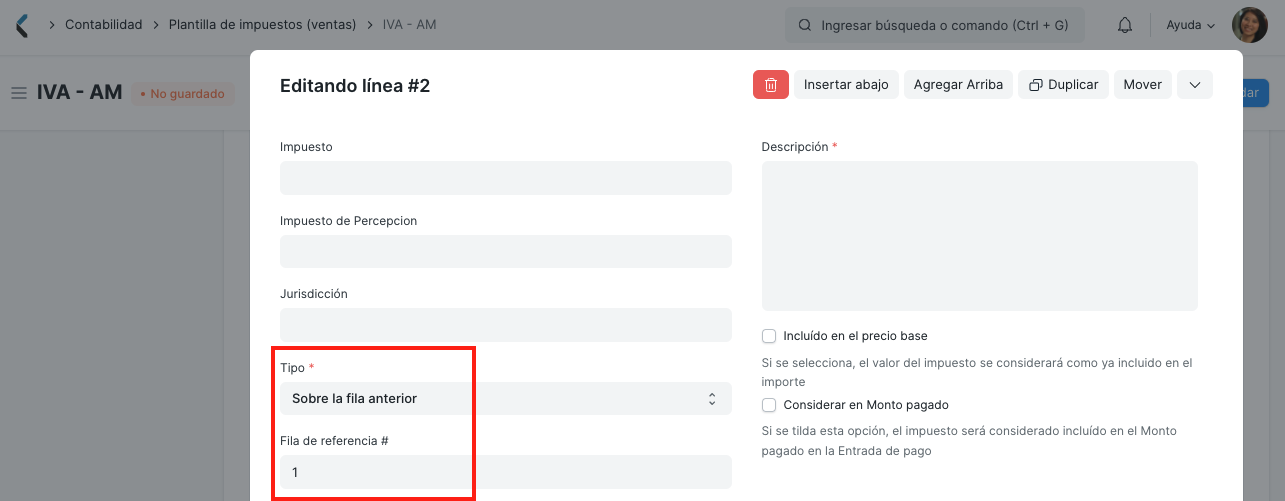 Contabilidad
Plantilla de impuestos (ventas)
IVA - AM
Ingresar búsqueda o comando (Ctrl + G)
Ayuda
IVA - AM
• No guardado
dar
Editando línea #2
Insertar abajo
Agregar Arriba
Duplicar
Mover
Impuesto
Impuesto de Percepcion
Jurisdicción
Tipo *
Sobre la fila anterior
Fila de referencia #
1
Descripción *
Incluído en el precio base
Si se selecciona, el valor del impuesto se considerará como ya incluido en el
importe
Considerar en Monto pagado
Si se tilda esta opción, el impuesto será considerado incluído en el Monto
pagado en la Entrada de pago